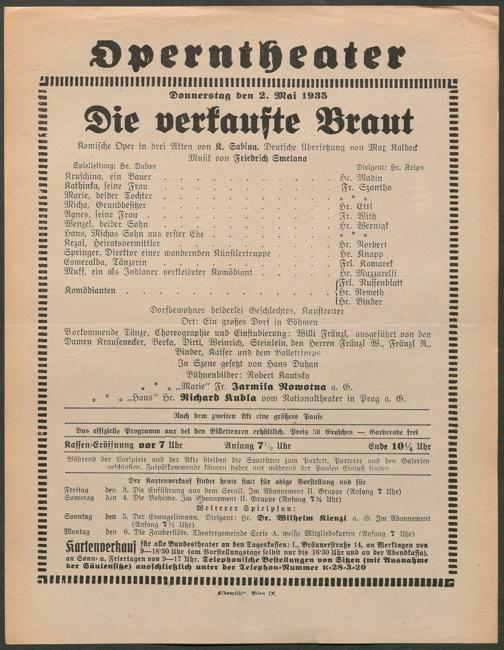 Operntheater
Donnerstag den 2. Mai 1935
Die verkaufte Braut
Komische Oper in drei Akten von K. Sabina. Deutsche Übersetzung von Max Kalbeck
Musik von Friedrich Smetana
Spielleitung: Hr. Duhan Dirigent: Hr. Krips
Kruschina, ein Bauer . . . . . . . . . . Hr. Madin
Kathinka, seine Frau . . . . . . . . . . Fr. Szantho
Marie, beider Tochter . . . . . . . . . . * * *
Micha, Grundbesitzer . . . . . . . . . . Hr. Ettl
Agnes, seine Frau . . . . . . . . . . Fr. With
Wenzel, beider Sohn . . . . . . . . . . Hr. Wernigk
Hans, Michas Sohn aus erster Ehe . . . . . . . . * * *
Kezal, Heiratsvermittler . . . . . . . . . . Hr. Norbert
Springer, Direktor einer wandernden Künstlertruppe . . . . . Hr. Knapp
Esmeralda, Tänzerin . . . . . . . . . . Frl. Komarek
Muff, ein als Indianer verkleideter Komödiant . . . . . . Hr. Muzzarelli
Komödianten . . . . . . . . . . Frl. Nussenblatt
Hr. Nemeth
Hr. Binder
Dorfbewohner beiderlei Geschlechtes, Kunstreiter
Ort: Ein großes Dorf in Böhmen
Vorkommende Tänze, Choreographie und Einstudierung: Willi Fränzl, ausgeführt von den
Damen Krausenecker, Berka, Dirtl, Weinrich, Steinlein, den Herren Fränzl W., Fränzl R.,
Binder, Kaiser und dem Ballettkorps
In Szene gesetzt von Hans Duhan
Bühnenbilder: Robert Kautsky
* * * „Marie" Fr. Jarmila Nowotna a. G.
* * * „Hans" Hr. Richard Kubla vom Nationaltheater in Prag a. G.
Nach dem zweiten Akt eine größere Pause
Das offizielle Programm nur bei den Billetteuren erhältlich. Preis 50 Groschen — Garderobe frei
Kassen-Eröffnung vor 7 Uhr Anfang 7½ Uhr Ende 10¼ Uhr
Während der Vorspiele und der Akte bleiben die Saaltüren zum Parkett, Parterre und den Galerien
geschlossen. Zuspätkommende können daher nur während der Pausen Einlaß finden
Der Kartenverkauf findet heute statt für obige Vorstellung und für
Freitag den 3. Die Entführung aus dem Serail. Im Abonnement II. Gruppe (Anfang 7 Uhr)
Samstag den 4. Die Boheme. Im Abonnement II. Gruppe (Anfang 7½ Uhr)
Weiterer Spielplan:
Sonntag den 5. Der Evangelimann. Dirigent: Hr. Dr. Wilhelm Kienzl a. G. Im Abonnement
(Anfang 7½ Uhr)
Montag den 6. Die Zauberflöte. Theatergemeinde Serie A. weiße Mitgliedskarten (Anfang 7 Uhr)
Kartenverkauf für alle Bundestheater an den Tageskassen: I., Bräunerstraße 14, an Werktagen von
9—18:30 Uhr (am Vorstellungstage selbst nur bis 16:30 Uhr und an der Abendkassa),
an Sonn- u. Feiertagen von 9—17 Uhr. Telephonische Bestellungen von Sitzen (mit Ausnahme
der Säulensitze) ausschließlich unter der Telephon-Nummer R-28-3-20
„Elbemühl", Wien IX.